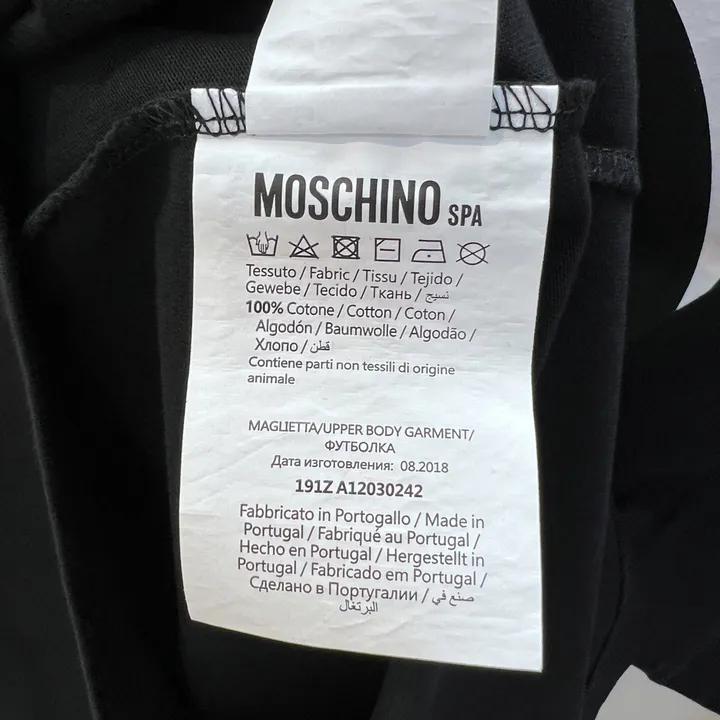 MOSCHINO SPA
Tessuto / Fabric / Tissu / Tejido /
Gewebe / Tecido / Ткань / نسيج
100% Cotone / Cotton / Coton /
Algodón / Baumwolle / Algodão /
Хлопо / قطن
Contiene parti non tessili di origine
animale
MAGLIETTA/UPPER BODY GARMENT/
ФУТБОЛКА
Дата изготовления: 08.2018
191Z A12030242
Fabbricato in Portogallo / Made in
Portugal / Fabriqué au Portugal /
Hecho en Portugal / Hergestellt in
Portugal / Fabricado em Portugal /
Сделано в Португалии / صنع في
البرتغال